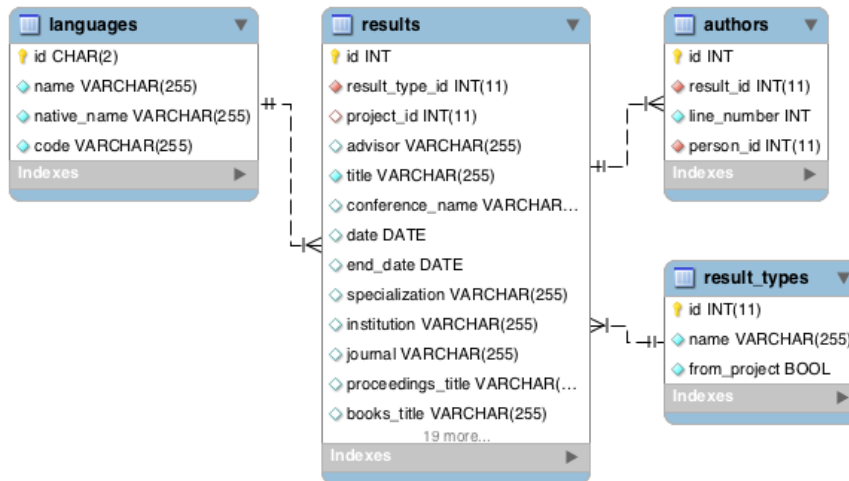 languages
id CHAR(2)
name VARCHAR(255)
native_name VARCHAR(255)
code VARCHAR(255)
Indexes
results
id INT
result_type_id INT(11)
project_id INT(11)
advisor VARCHAR(255)
title VARCHAR(255)
conference_name VARCHAR...
date DATE
end_date DATE
specialization VARCHAR(255)
institution VARCHAR(255)
journal VARCHAR(255)
proceedings_title VARCHAR(...
books_title VARCHAR(255)
19 more...
Indexes
authors
id INT
result_id INT(11)
line_number INT
person_id INT(11)
Indexes
result_types
id INT(11)
name VARCHAR(255)
from_project BOOL
Indexes